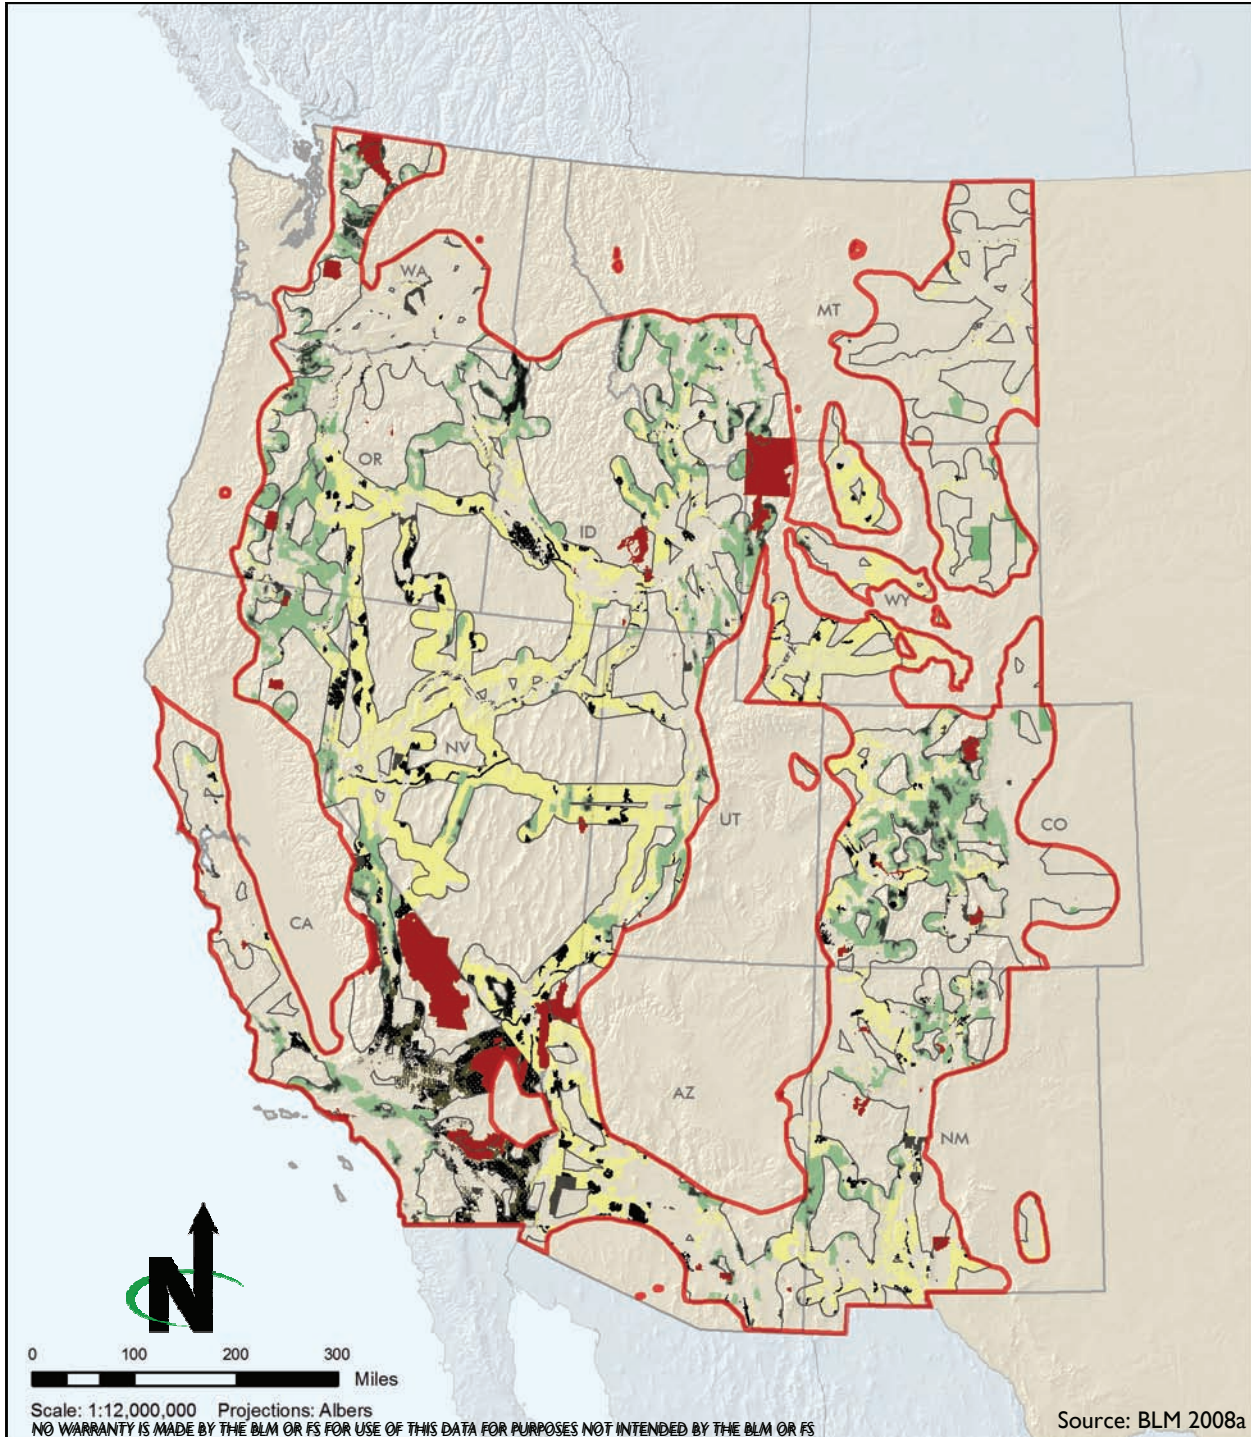 WA
MT
OR
ID
WY
NV
UT
CO
CA
AZ
NM
N
0 100 200 300
Miles
Scale: 1:12,000,000 Projections: Albers
NO WARRANTY IS MADE BY THE BLM OR FS FOR USE OF THIS DATA FOR PURPOSES NOT INTENDED BY THE BLM OR FS
Source: BLM 2008a